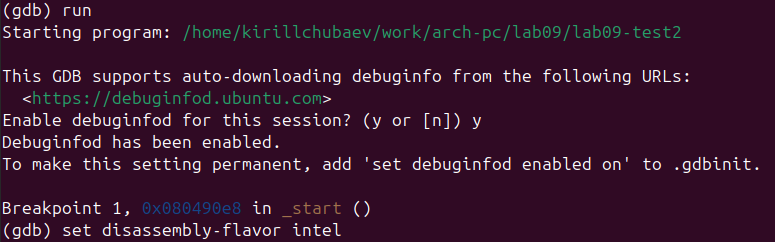 (gdb) run
Starting program: /home/kirillchubaev/work/arch-pc/lab09/lab09-test2

This GDB supports auto-downloading debuginfo from the following URLs:
  <https://debuginfod.ubuntu.com>
Enable debuginfod for this session? (y or [n]) y
Debuginfod has been enabled.
To make this setting permanent, add 'set debuginfod enabled on' to .gdbinit.

Breakpoint 1, 0x080490e8 in _start ()
(gdb) set disassembly-flavor intel